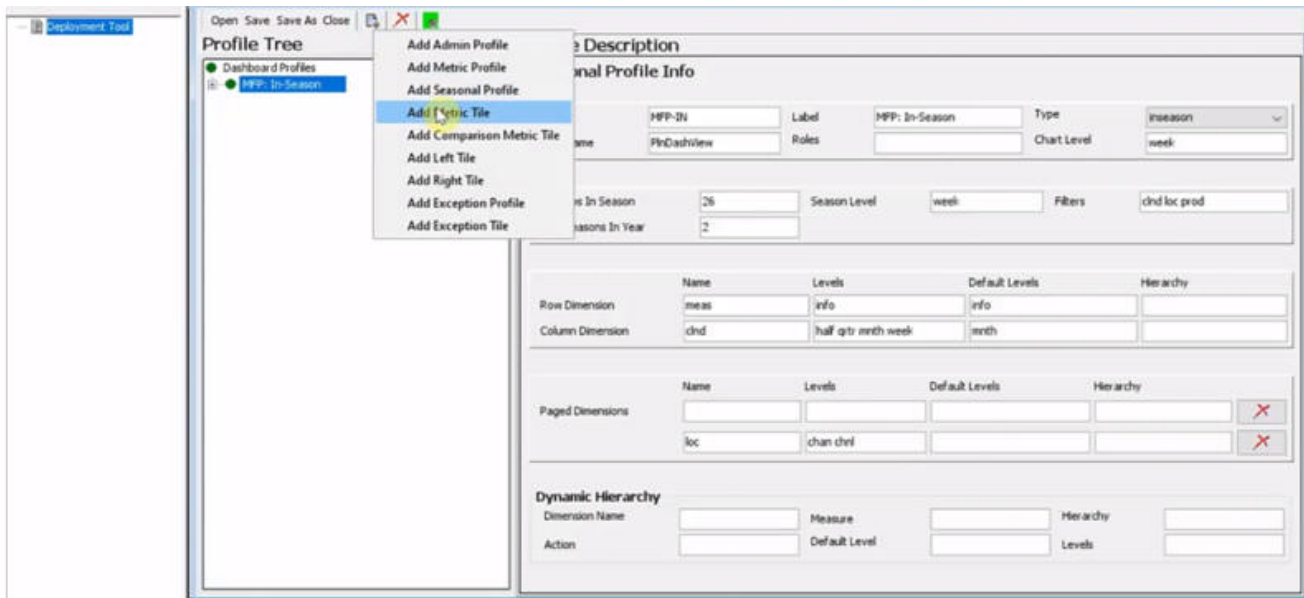 Deployment Tool
Open Save Save As Close
Profile Tree
Dashboard Profiles
MFP: In-Season
Add Admin Profile
Add Metric Profile
Add Seasonal Profile
Add Metric Tile
Add Comparison Metric Tile
Add Left Tile
Add Right Tile
Add Exception Profile
Add Exception Tile
e Description
onal Profile Info
MFP-IN Label MFP: In-Season Type inseason
ame PlnDashView Roles Chart Level week
s In Season 26 Season Level week Filters clnd loc prod
asons In Year 2
Name Levels Default Levels Hierarchy
Row Dimension meas info info
Column Dimension clnd half qrtr mnth week mnth
Name Levels Default Levels Hierarchy
Paged Dimensions
loc chan chnl
Dynamic Hierarchy
Dimension Name Measure Hierarchy
Action Default Level Levels